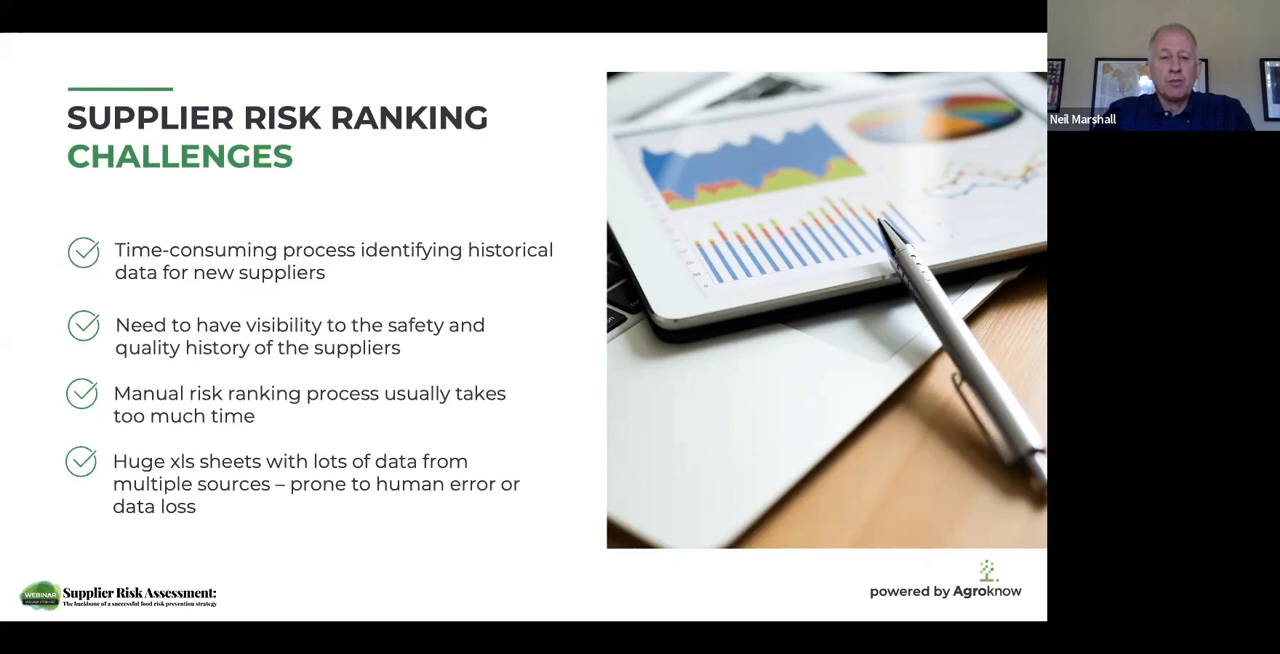 SUPPLIER RISK RANKING
CHALLENGES
Time-consuming process identifying historical
data for new suppliers
Need to have visibility to the safety and
quality history of the suppliers
Manual risk ranking process usually takes
too much time
Huge xls sheets with lots of data from
multiple sources – prone to human error or
data loss
WEBINAR
Supplier Risk Assessment:
The backbone of a successful food risk prevention strategy
powered by Agroknow
Neil Marshall